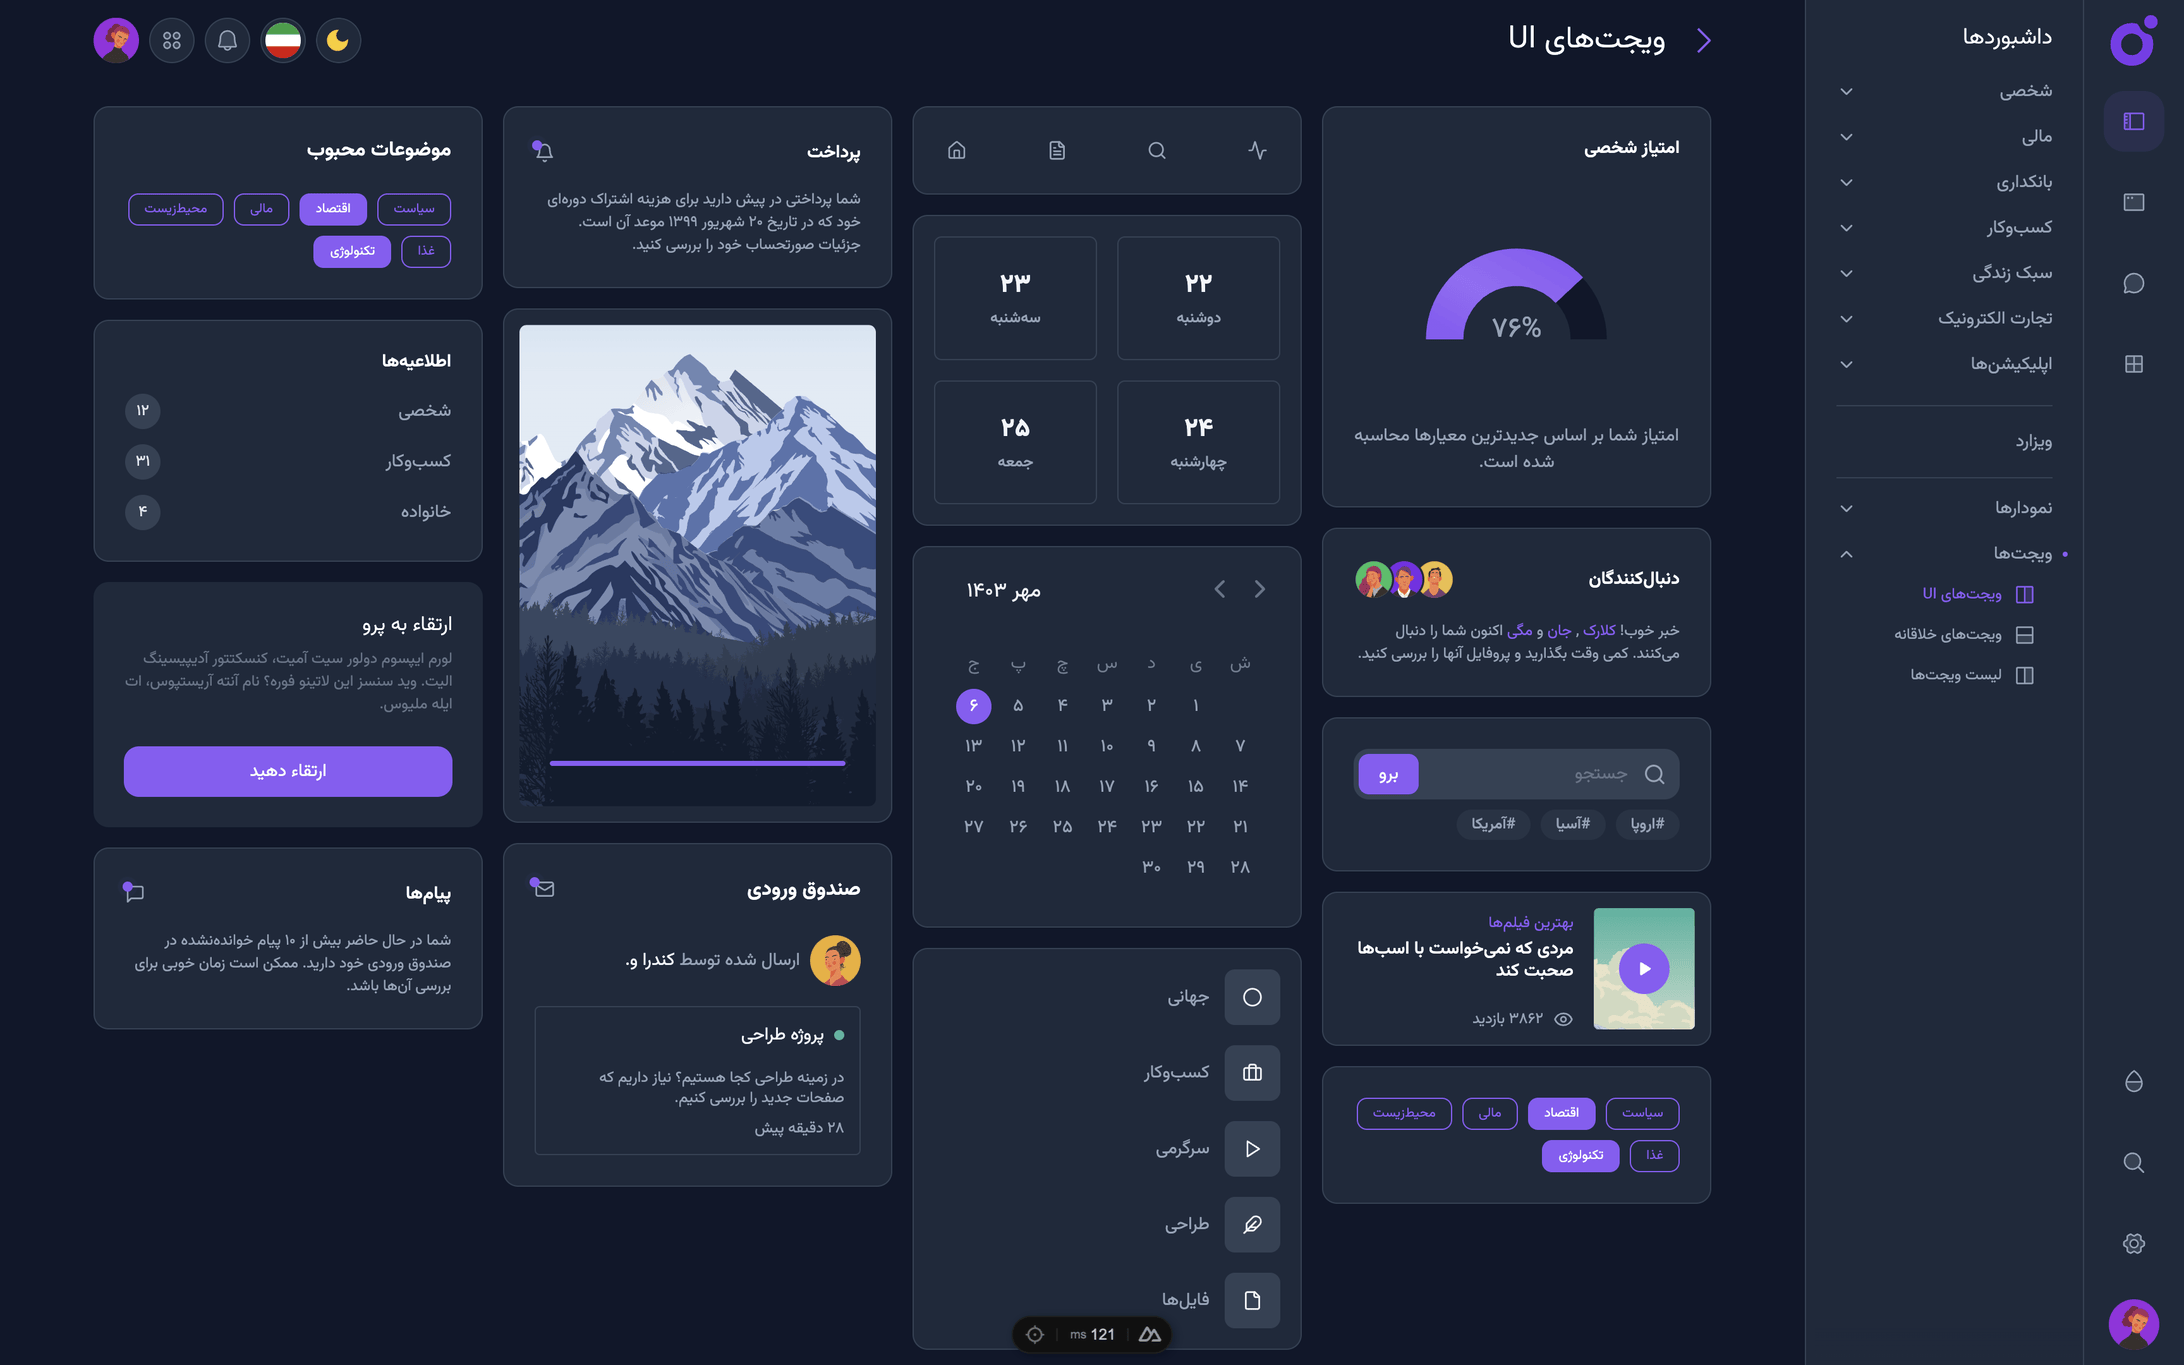 داشبوردها
شخصی
مالی
بانکداری
کسب‌وکار
سبک زندگی
تجارت الکترونیک
اپلیکیشن‌ها
ویزارد
نمودارها
ویجت‌ها
ویجت‌های UI
ویجت‌های خلاقانه
لیست ویجت‌ها
ویجت‌های UI
امتیاز شخصی
۷۶%
امتیاز شما بر اساس جدیدترین معیارها محاسبه
شده است.
دنبال‌کنندگان
خبر خوب! کلارک , جان و مگی اکنون شما را دنبال
می‌کنند. کمی وقت بگذارید و پروفایل آنها را بررسی کنید.
جستجو
برو
#اروپا #آسیا #آمریکا
بهترین فیلم‌ها
مردی که نمی‌خواست با اسب‌ها
صحبت کند
۳۸۶۲ بازدید
سیاست اقتصاد مالی محیط‌زیست
غذا تکنولوژی
۲۲
دوشنبه
۲۳
سه‌شنبه
۲۴
چهارشنبه
۲۵
جمعه
مهر ۱۴۰۳
ش ی د س چ پ ج
۱ ۲ ۳ ۴ ۵ ۶
۷ ۸ ۹ ۱۰ ۱۱ ۱۲ ۱۳
۱۴ ۱۵ ۱۶ ۱۷ ۱۸ ۱۹ ۲۰
۲۱ ۲۲ ۲۳ ۲۴ ۲۵ ۲۶ ۲۷
۲۸ ۲۹ ۳۰
جهانی
کسب‌وکار
سرگرمی
طراحی
فایل‌ها
121 ms
پرداخت
شما پرداختی در پیش دارید برای هزینه اشتراک دوره‌ای
خود که در تاریخ ۲۰ شهریور ۱۳۹۹ موعد آن است.
جزئیات صورتحساب خود را بررسی کنید.
صندوق ورودی
ارسال شده توسط کندرا و.
پروژه طراحی
در زمینه طراحی کجا هستیم؟ نیاز داریم که
صفحات جدید را بررسی کنیم.
۲۸ دقیقه پیش
موضوعات محبوب
سیاست اقتصاد مالی محیط‌زیست
غذا تکنولوژی
اطلاعیه‌ها
شخصی ۱۲
کسب‌وکار ۳۱
خانواده ۴
ارتقاء به پرو
لورم ایپسوم دولور سیت آمیت، کنسکتتور آدیپیسینگ
الیت. وید سنسز این لاتینو فوره؟ نام آنته آریستپوس، ات
ایله ملیوس.
ارتقاء دهید
پیام‌ها
شما در حال حاضر بیش از ۱۰ پیام خوانده‌نشده در
صندوق ورودی خود دارید. ممکن است زمان خوبی برای
بررسی آن‌ها باشد.